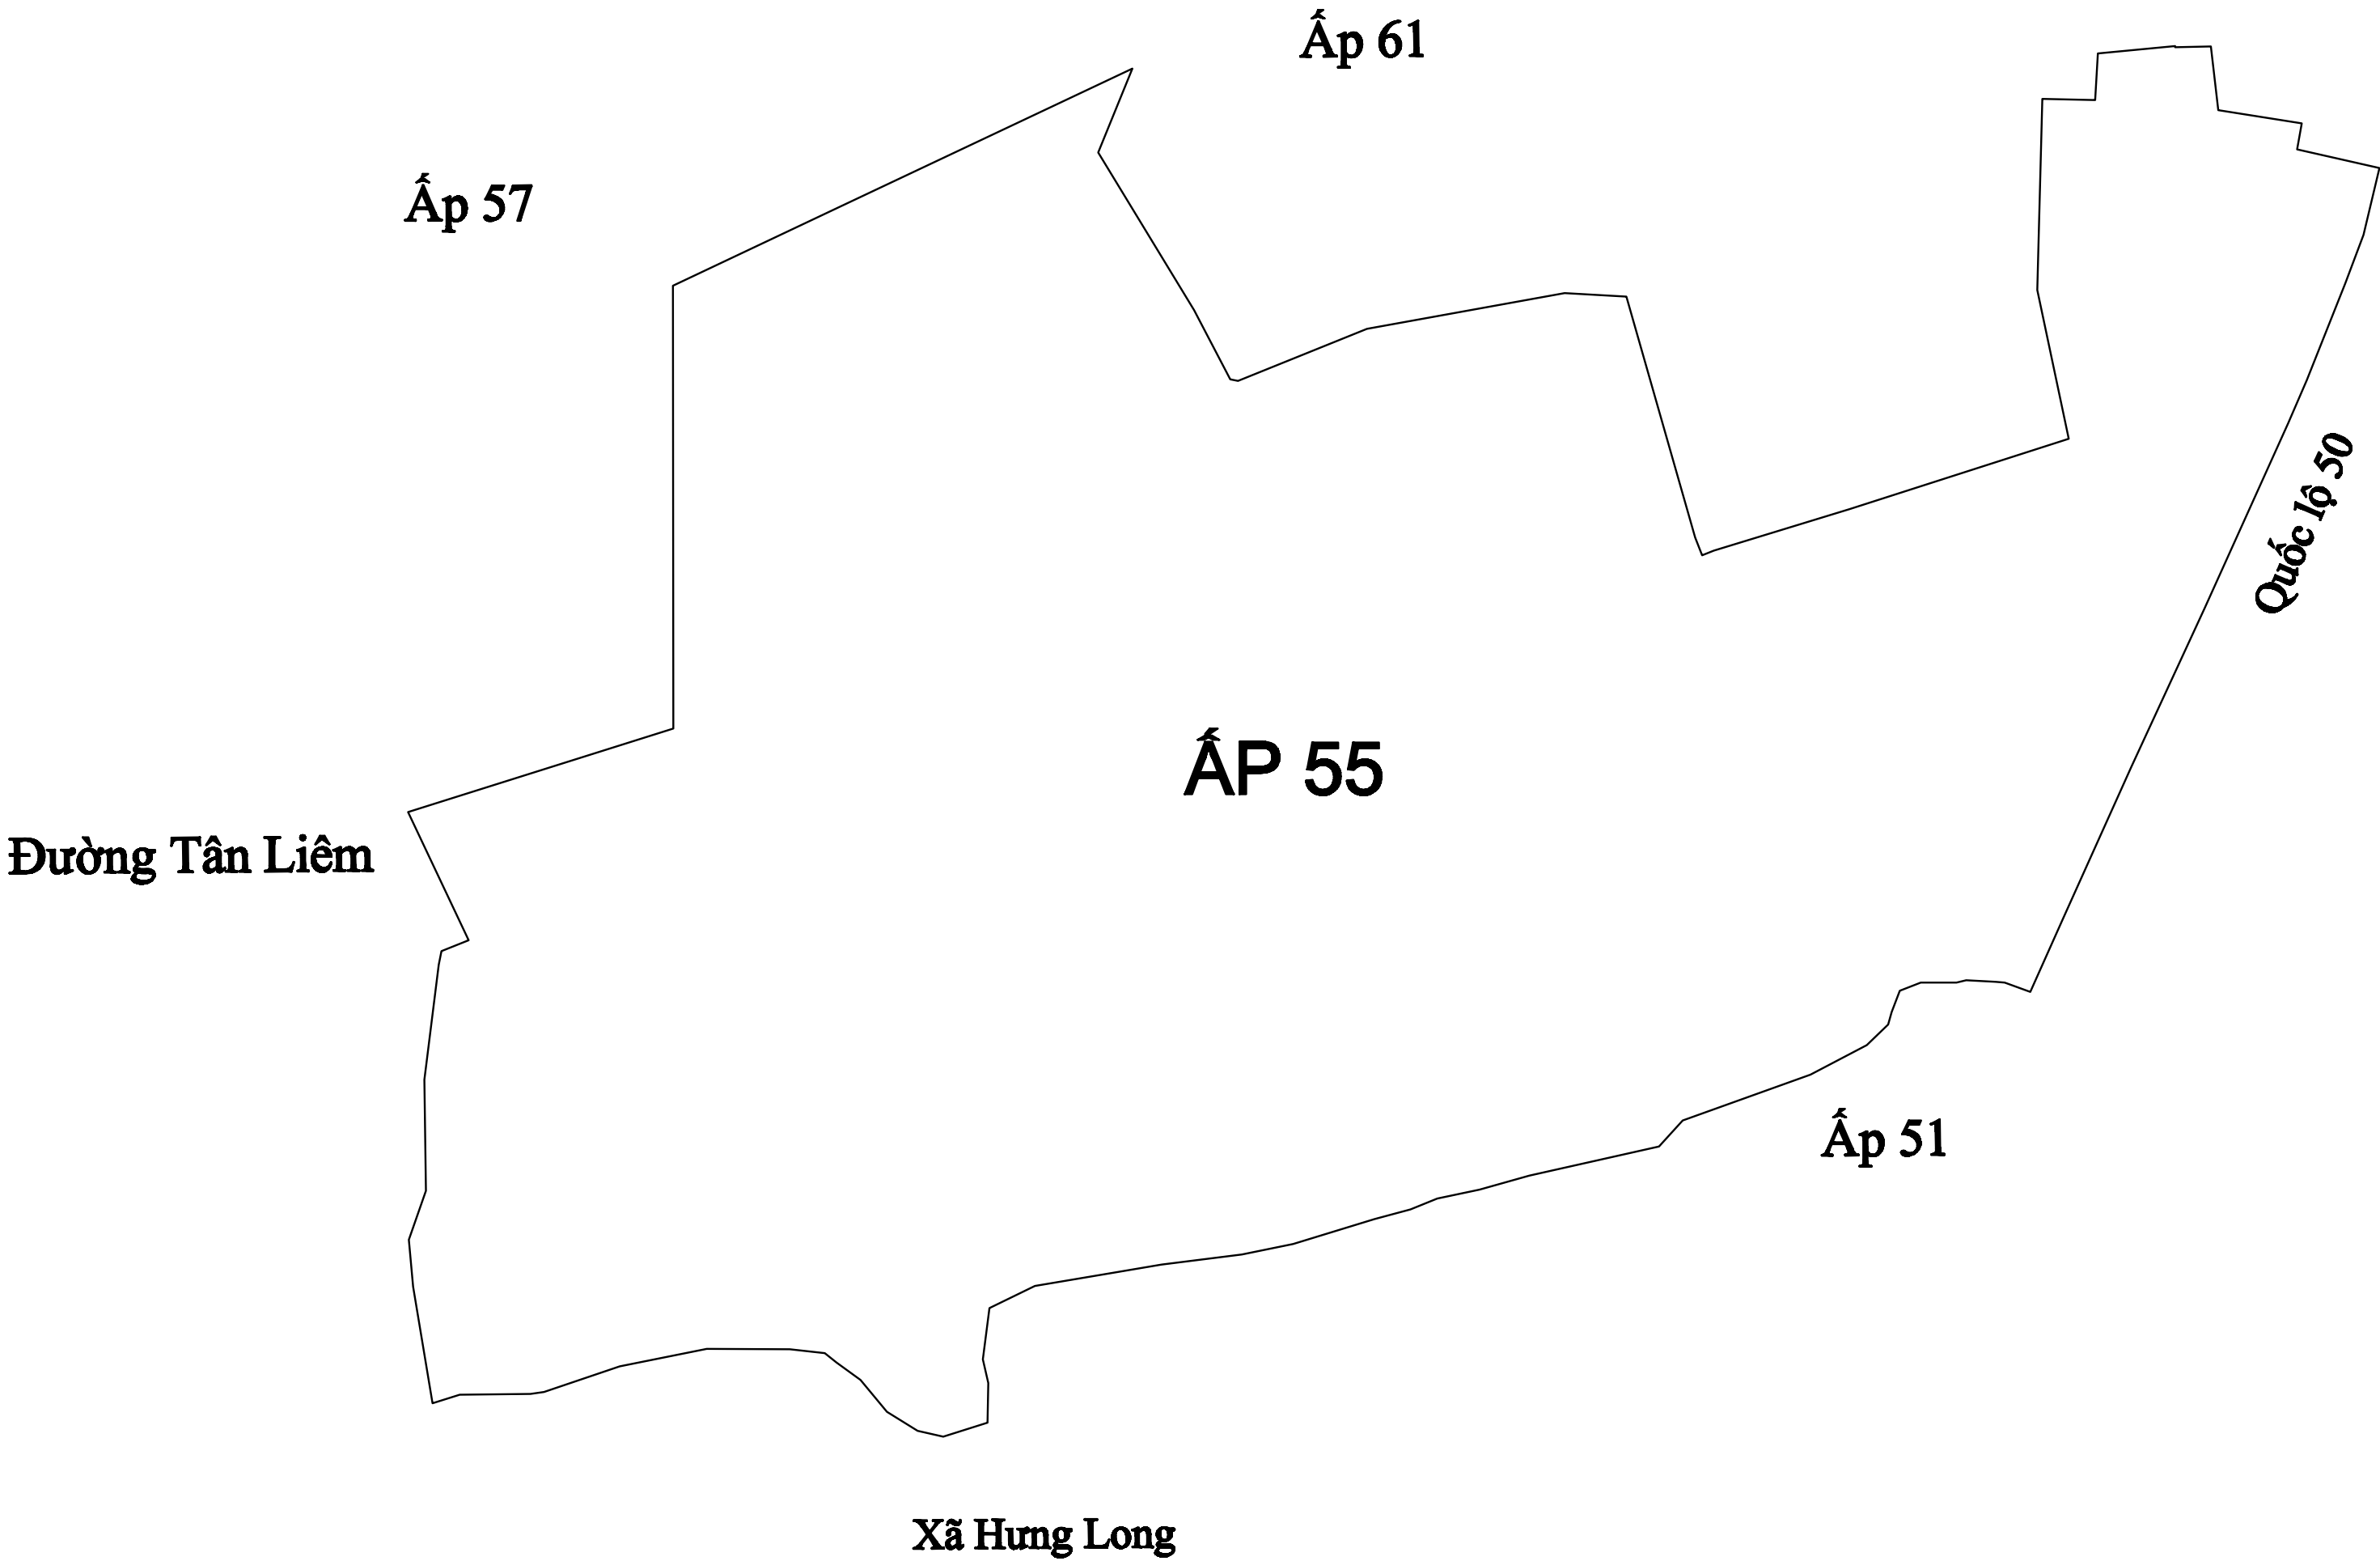 Ấp 61
Ấp 57
Quốc lộ 50
ẤP 55
Đường Tân Liêm
Ấp 51
Xã Hưng Long